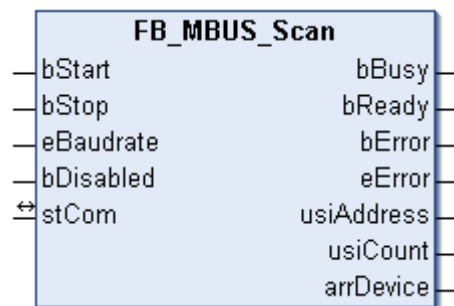 FB_MBUS_Scan
bStart bBusy
bStop bReady
eBaudrate bError
bDisabled eError
stCom usiAddress
usiCount
arrDevice